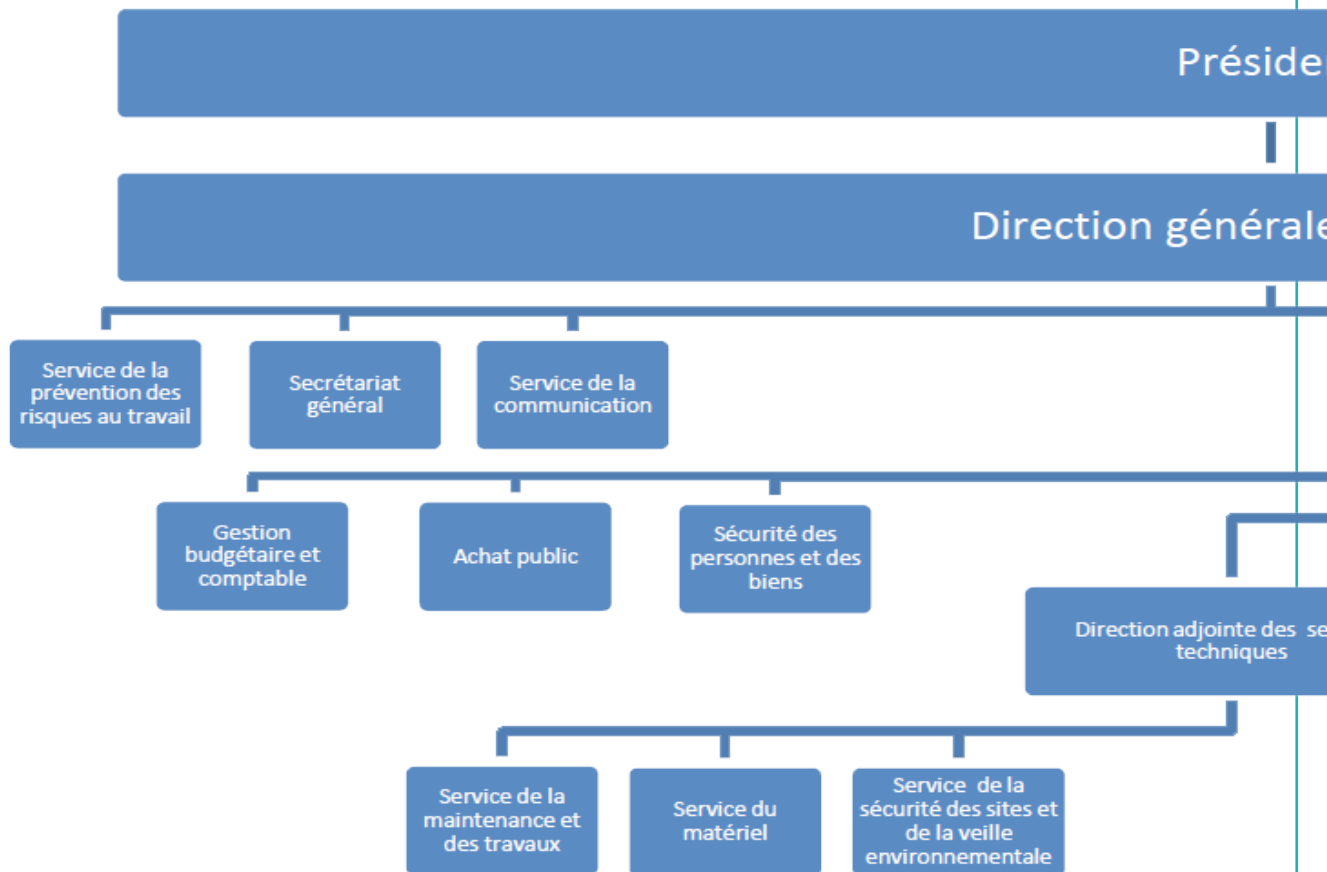 Préside
Direction générale
Service de la
prévention des
risques au travail
Secrétariat
général
Service de la
communication
Gestion
budgétaire et
comptable
Achat public
Sécurité des
personnes et des
biens
Direction adjointe des se
techniques
Service de la
maintenance et
des travaux
Service du
matériel
Service de la
sécurité des sites et
de la veille
environnementale